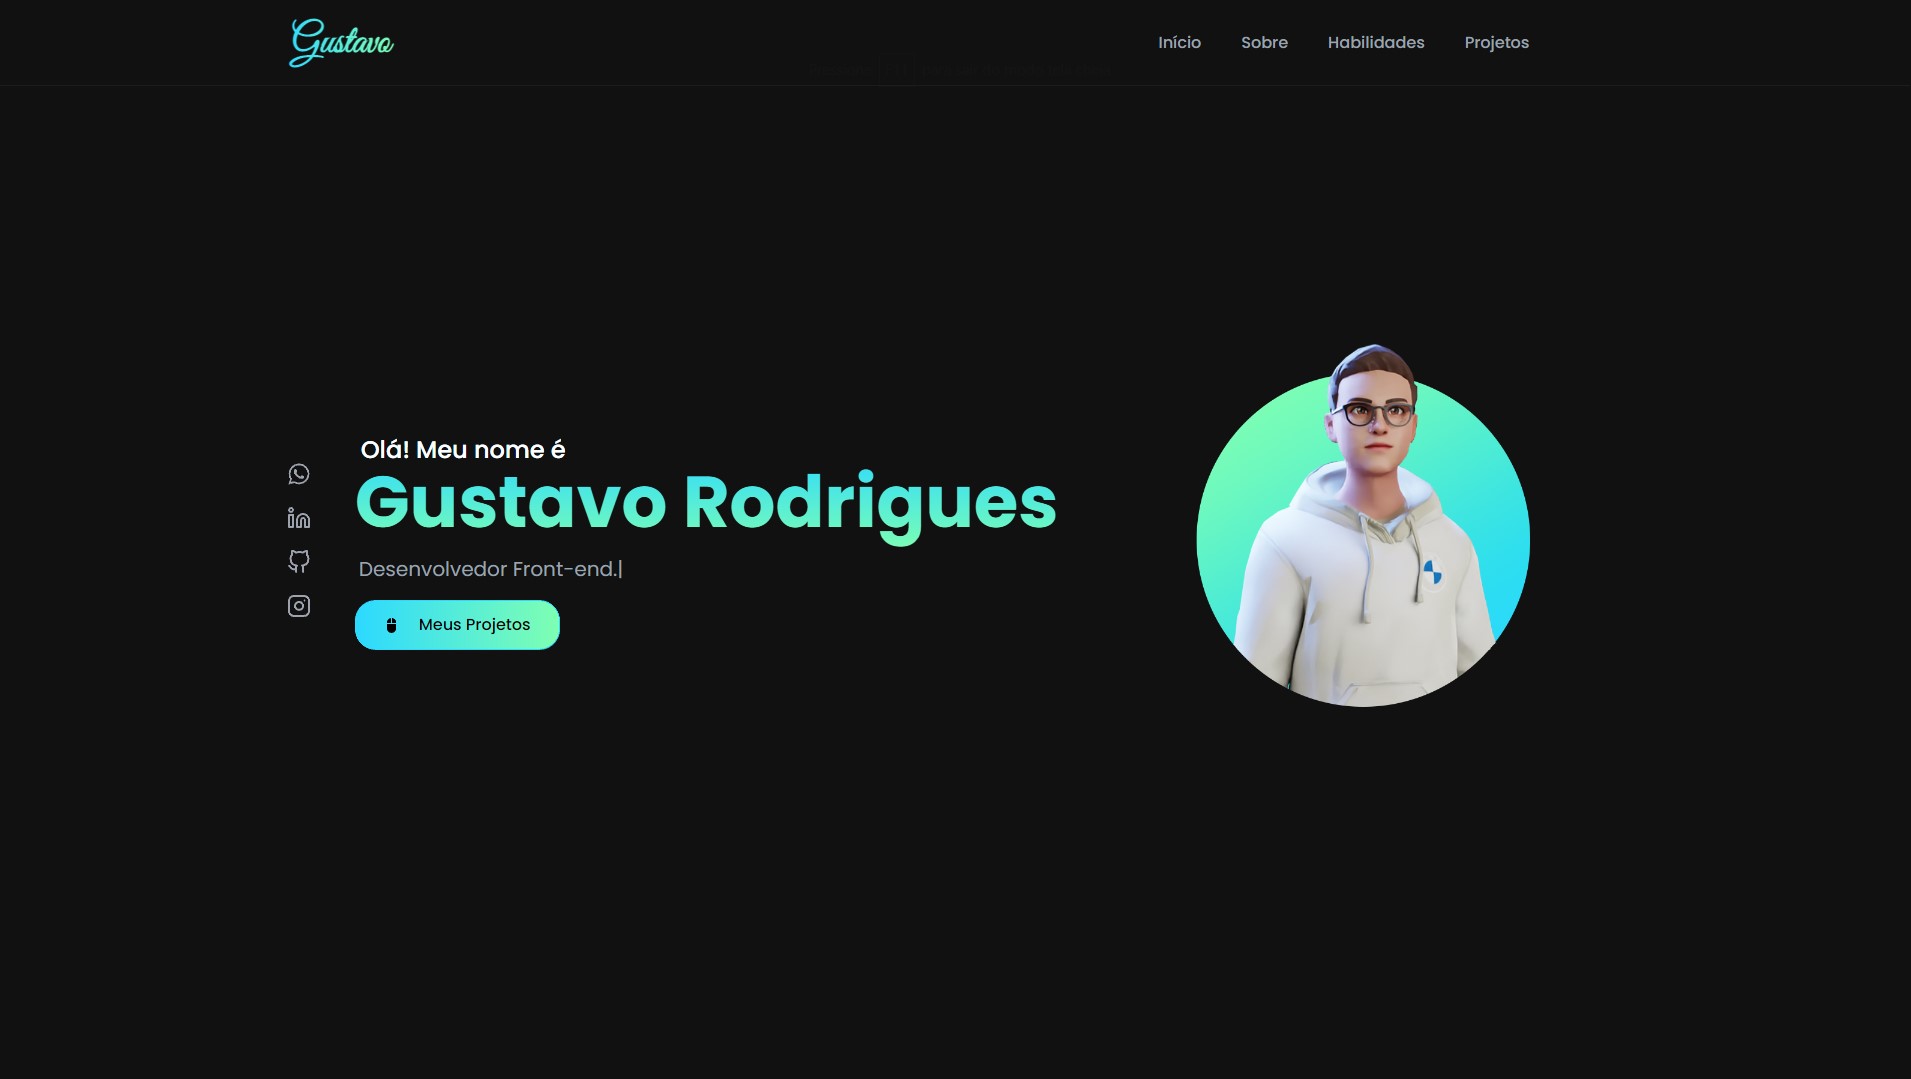 Gustavo
Início Sobre Habilidades Projetos
Olá! Meu nome é
Gustavo Rodrigues
Desenvolvedor Front-end.|
Meus Projetos